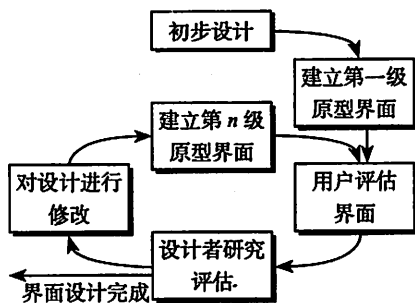 初步设计
建立第一级
原型界面
建立第 n 级
原型界面
对设计进行
修改
用户评估
界面
设计者研究
评估.
界面设计完成